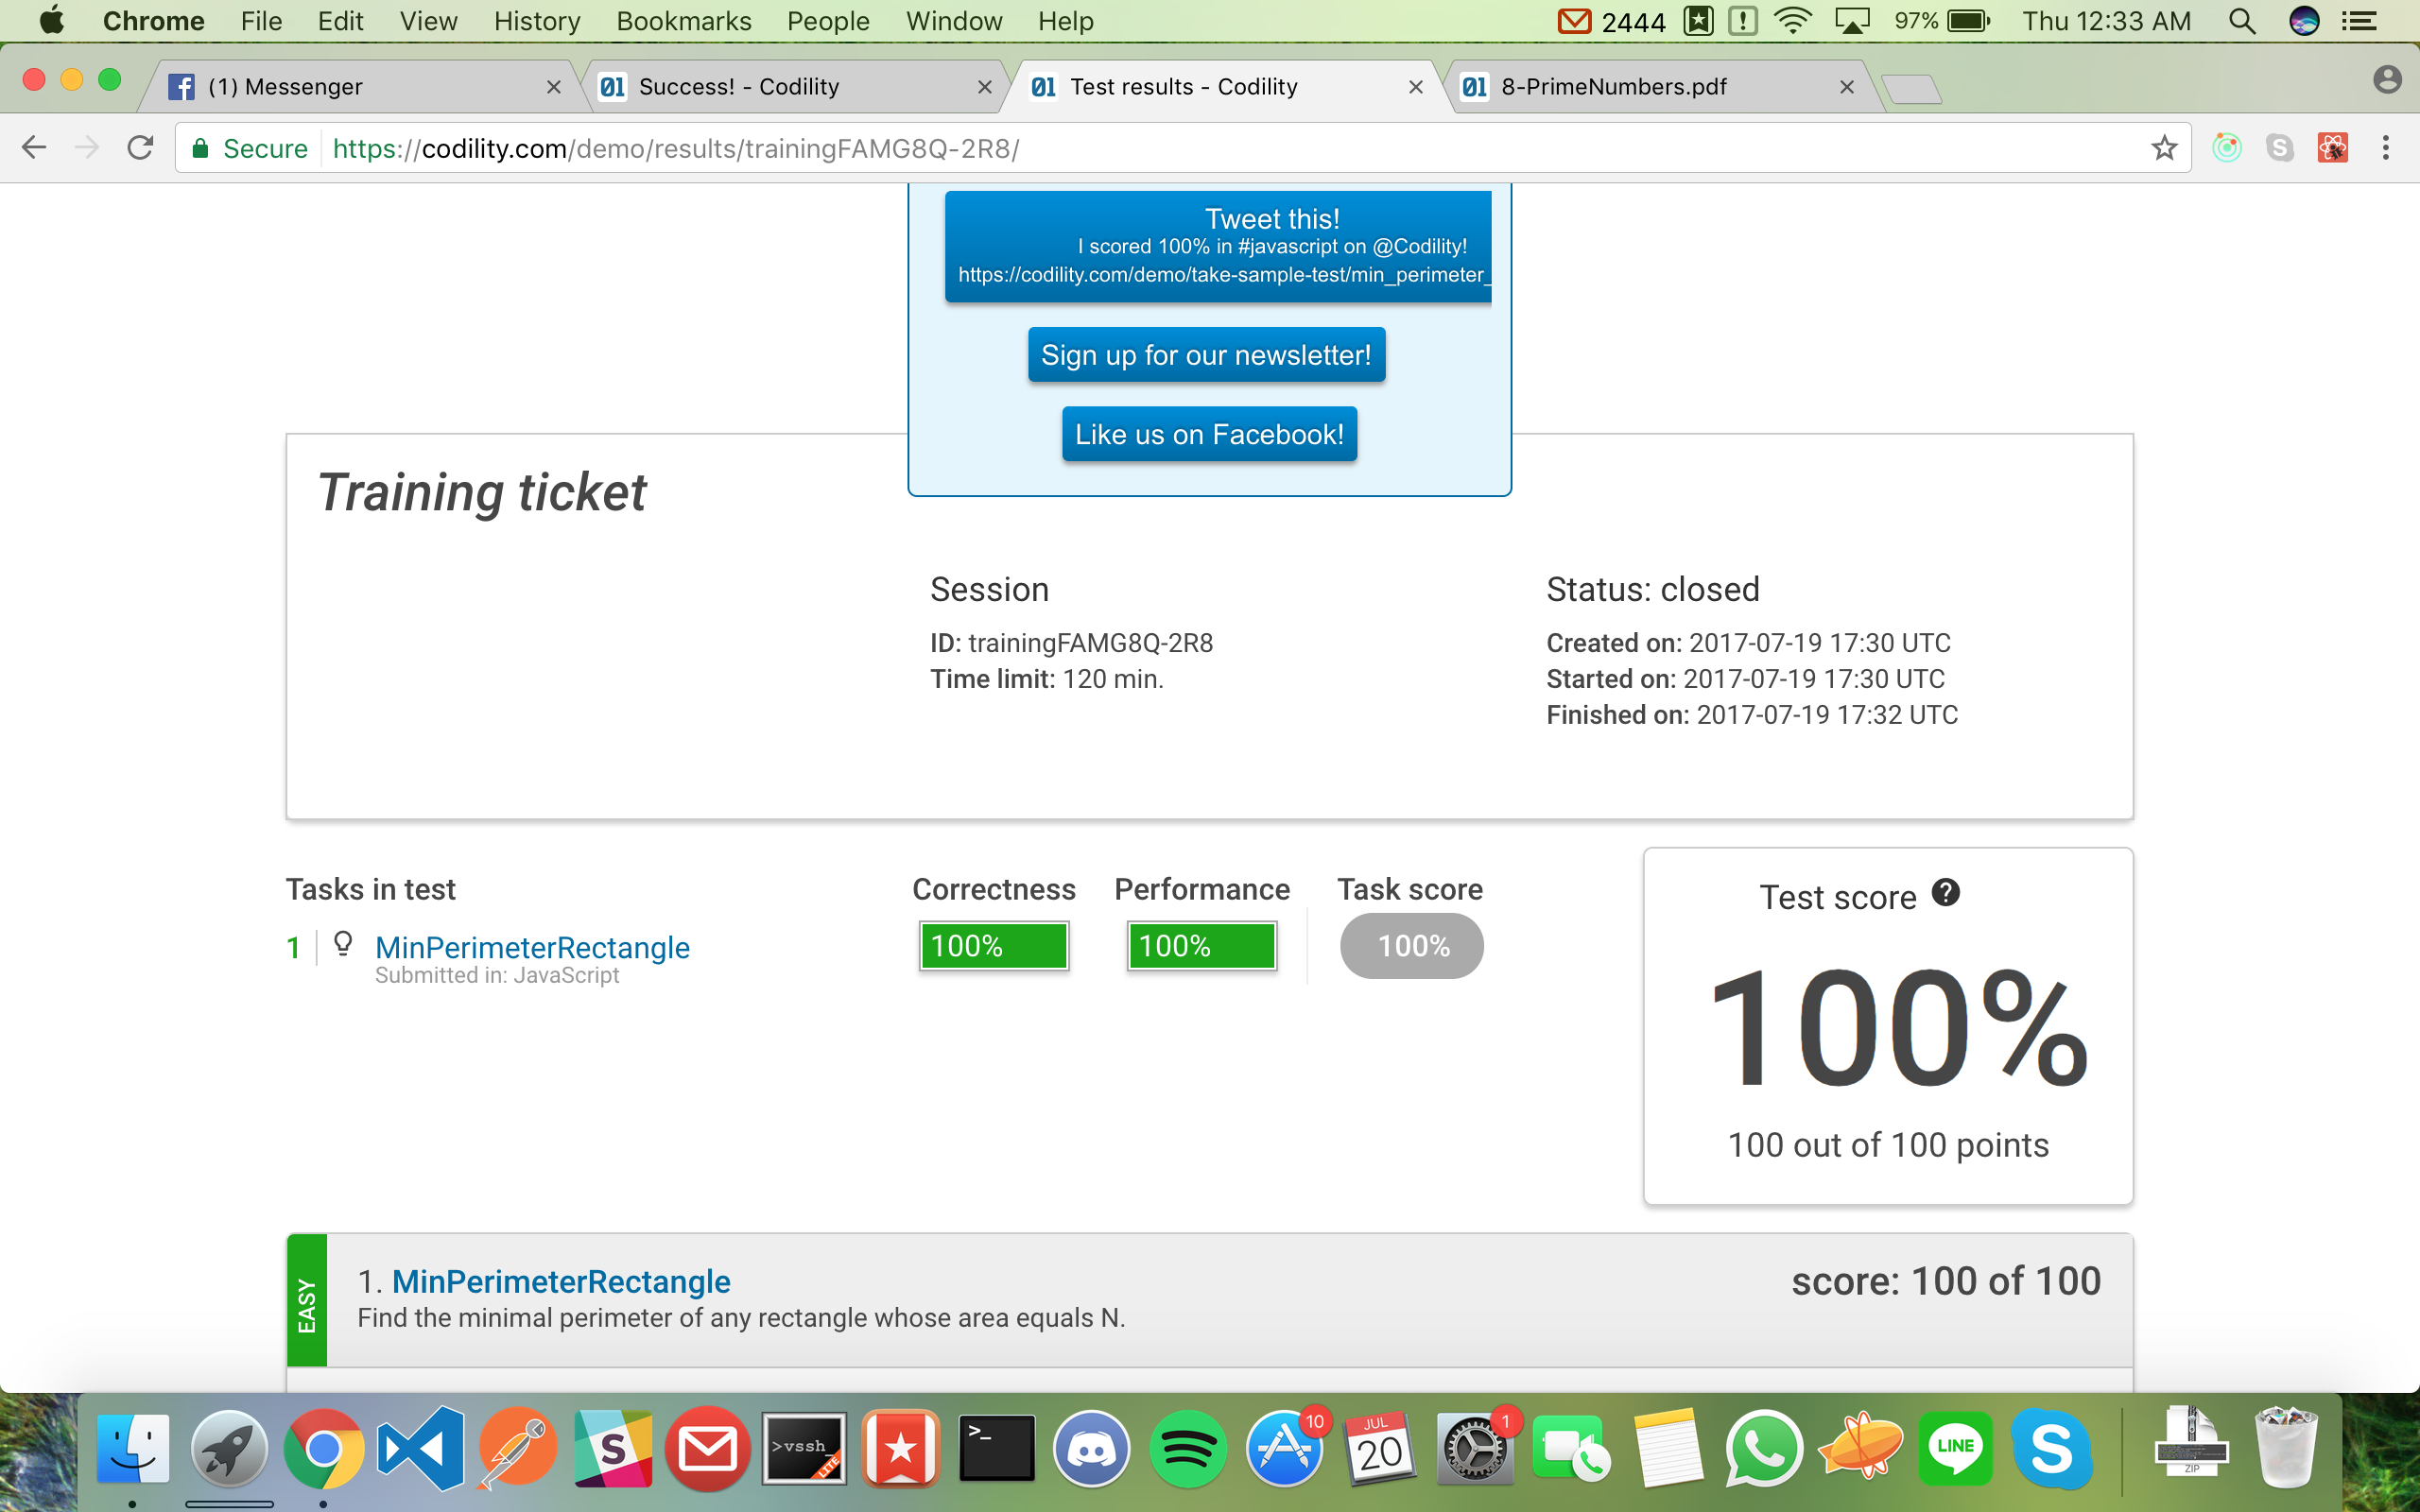 Chrome File Edit View History Bookmarks People Window Help 2444 97% Thu 12:33 AM
(1) Messenger
Success! - Codility
Test results - Codility
8-PrimeNumbers.pdf
Secure https://codility.com/demo/results/trainingFAMG8Q-2R8/
Tweet this!
I scored 100% in #javascript on @Codility!
https://codility.com/demo/take-sample-test/min_perimeter_
Sign up for our newsletter!
Like us on Facebook!
Training ticket
Session
ID: trainingFAMG8Q-2R8
Time limit: 120 min.
Status: closed
Created on: 2017-07-19 17:30 UTC
Started on: 2017-07-19 17:30 UTC
Finished on: 2017-07-19 17:32 UTC
Tasks in test Correctness Performance Task score
1 MinPerimeterRectangle 100% 100% 100%
Submitted in: JavaScript
Test score ?
100%
100 out of 100 points
EASY
1. MinPerimeterRectangle
Find the minimal perimeter of any rectangle whose area equals N.
score: 100 of 100
S
>vssh_
LITE
>_
10
JUL
20
1
LINE
S
ZIP